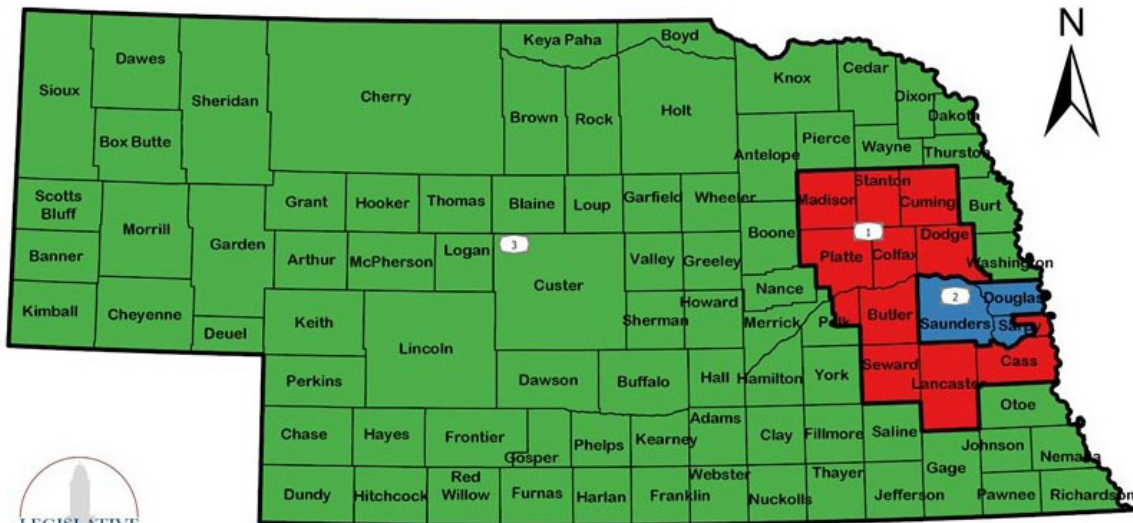 N
Boyd
Keya Paha
Cedar
Dawes
Knox
Sioux
Dixon
Cherry
Sheridan
Dakota
Holt
Brown
Rock
Pierce
Box Butte
Wayne
Antelope
Thurston
Stanton
Scotts
Bluff
Grant
Hooker
Thomas
Blaine
Loup
Garfield
Wheeler
Madison
Cuming
Burt
Morrill
Garden
Boone
1
Dodge
3
Logan
Banner
Arthur
McPherson
Valley
Greeley
Platte
Colfax
Washington
Custer
Nance
2
Douglas
Howard
Kimball
Cheyenne
Keith
Sherman
Merrick
Polk
Butler
Saunders
Sarpy
Deuel
Lincoln
Perkins
Dawson
Buffalo
Hall
Hamilton
York
Seward
Cass
Lancaster
Otoe
Adams
Chase
Hayes
Frontier
Gosper
Phelps
Kearney
Clay
Fillmore
Saline
Johnson
Nemaha
Gage
Webster
Thayer
Dundy
Hitchcock
Red
Willow
Furnas
Harlan
Franklin
Nuckolls
Jefferson
Pawnee
Richardson
LEGISLATIVE